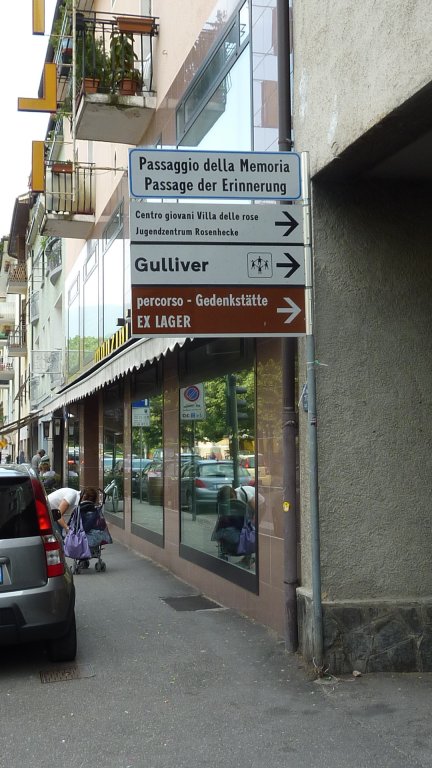 Passaggio della Memoria
Passage der Erinnerung
Centro giovani Villa delle rose
Jugendzentrum Rosenhecke
Gulliver
percorso - Gedenkstätte
EX LAGER